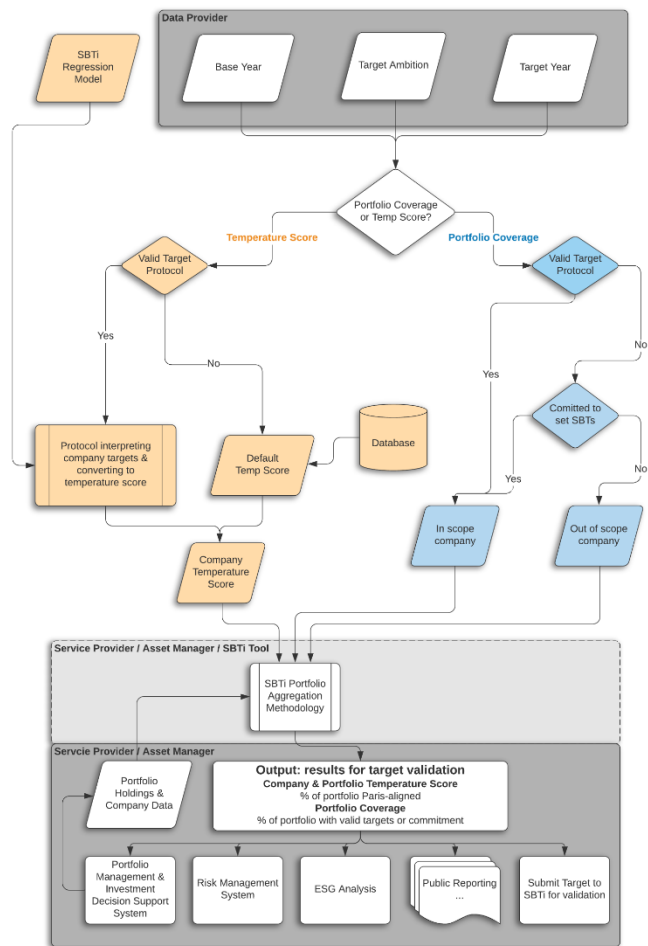 Data Provider
SBTi
Regression
Model
Base Year
Target Ambition
Target Year
Portfolio Coverage
or Temp Score?
Temperature Score
Portfolio Coverage
Valid Target
Protocol
Valid Target
Protocol
Yes
No
Yes
No
Comitted to
set SBTs
Protocol interpreting
company targets &
converting to
temperature score
Default
Temp Score
Database
Yes
No
In scope
company
Out of scope
company
Company
Temperature
Score
Service Provider / Asset Manager / SBTi Tool
SBTi Portfolio
Aggregation
Methodology
Servcie Provider / Asset Manager
Portfolio
Holdings &
Company Data
Output: results for target validation
Company & Portfolio Temperature Score
% of portfolio Paris-aligned
Portfolio Coverage
% of portfolio with valid targets or commitment
Portfolio
Management &
Investment
Decision Support
System
Risk Management
System
ESG Analysis
Public Reporting
...
Submit Target to
SBTi for validation